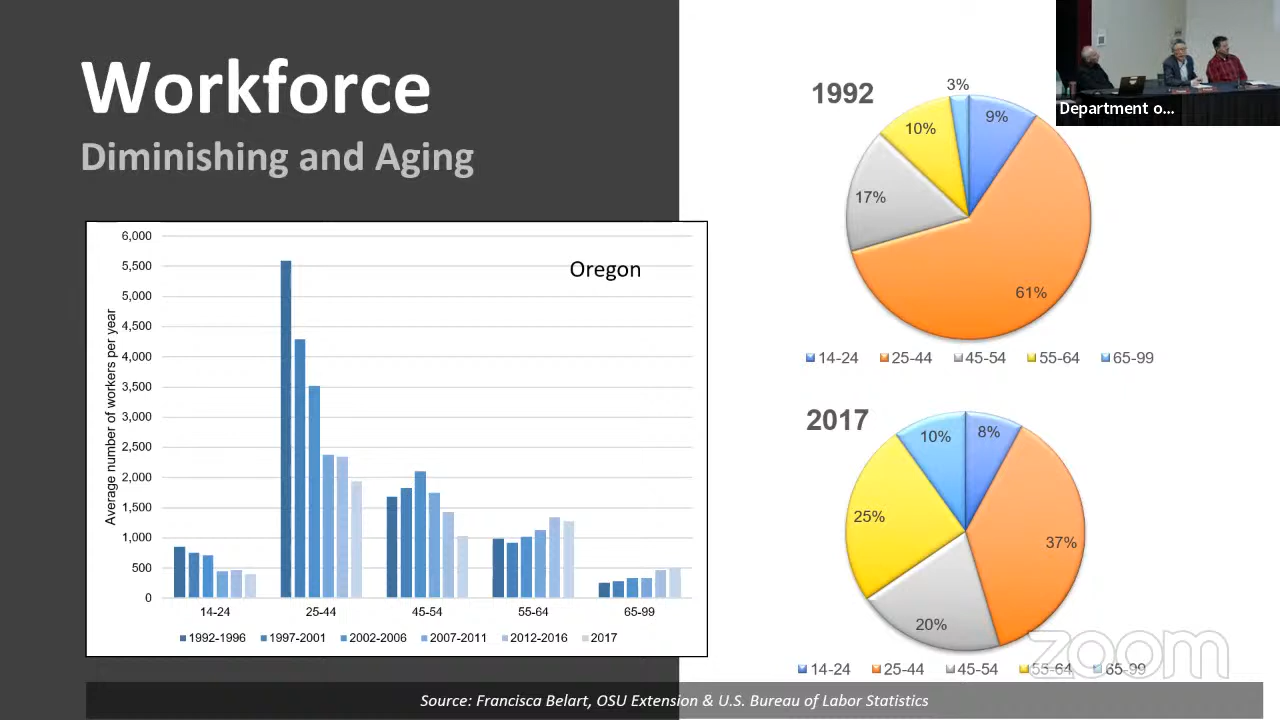 Workforce
Diminishing and Aging
6,000
5,500
5,000
4,500
4,000
3,500
3,000
2,500
2,000
1,500
1,000
500
0
Average number of workers per year
Oregon
14-24 25-44 45-54 55-64 65-99
1992-1996 1997-2001 2002-2006 2007-2011 2012-2016 2017
1992
3%
9%
10%
17%
61%
14-24 25-44 45-54 55-64 65-99
2017
10%
8%
25%
37%
20%
14-24 25-44 45-54 55-64 65-99
Department o...
zoom
Source: Francisca Belart, OSU Extension & U.S. Bureau of Labor Statistics